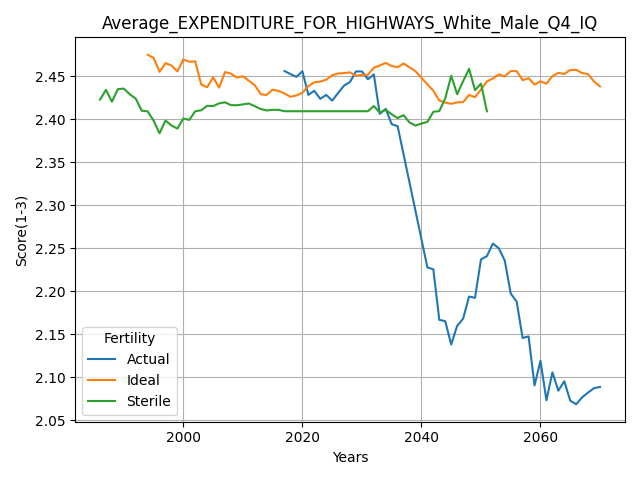 Average_EXPENDITURE_FOR_HIGHWAYS_White_Male_Q4_IQ
Score(1-3)
2.45
2.40
2.35
2.30
2.25
2.20
2.15
2.10
2.05
Fertility
Actual
Ideal
Sterile
2000
2020
2040
2060
Years